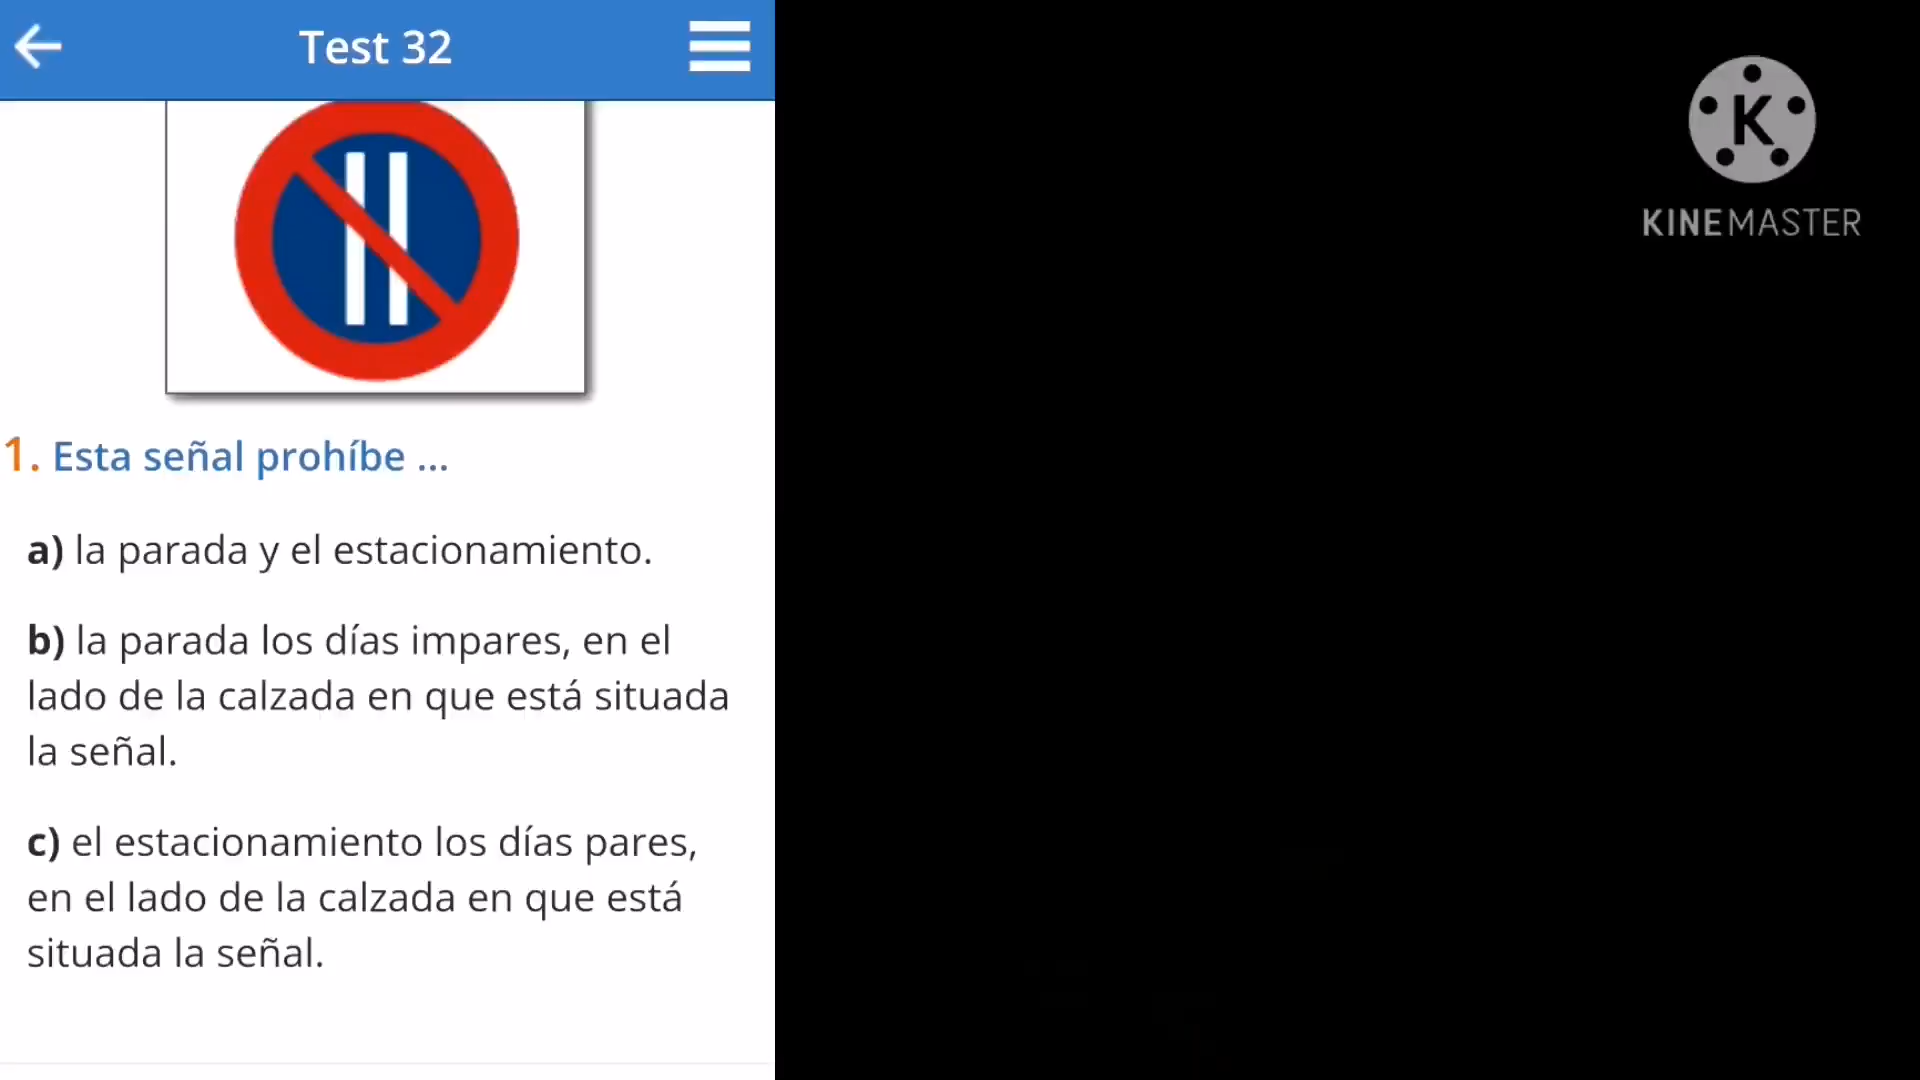 Test 32
K
KINEMASTER
1. Esta señal prohíbe ...
a) la parada y el estacionamiento.
b) la parada los días impares, en el
lado de la calzada en que está situada
la señal.
c) el estacionamiento los días pares,
en el lado de la calzada en que está
situada la señal.